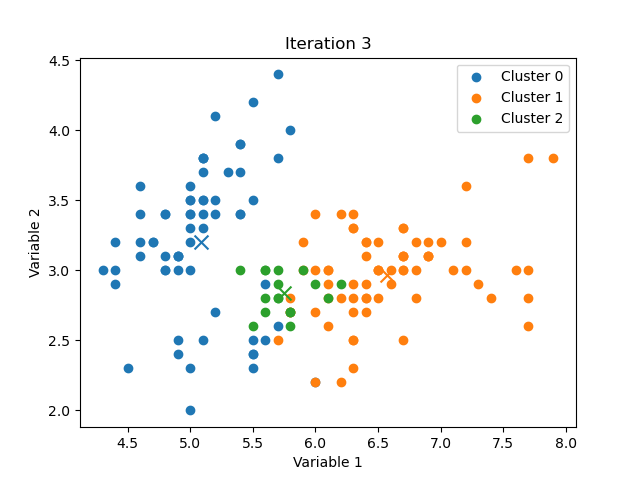 Iteration 3
Cluster 0
Cluster 1
Cluster 2
4.5
4.0
3.5
3.0
2.5
2.0
Variable 2
4.5 5.0 5.5 6.0 6.5 7.0 7.5 8.0
Variable 1